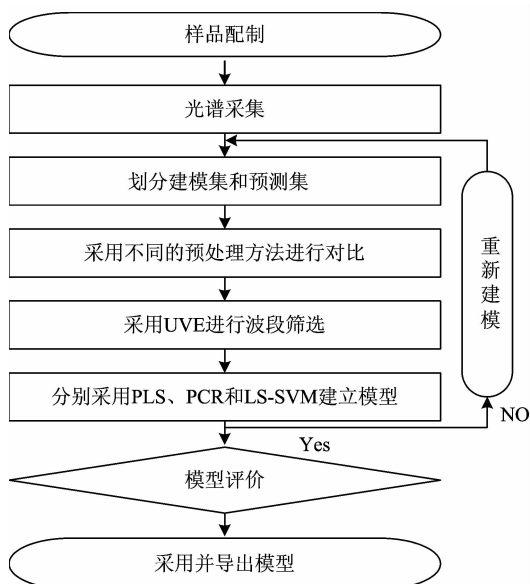 样品配制
光谱采集
划分建模集和预测集
采用不同的预处理方法进行对比
采用UVE进行波段筛选
分别采用PLS、PCR和LS-SVM建立模型
重新建模
NO
Yes
模型评价
采用并导出模型